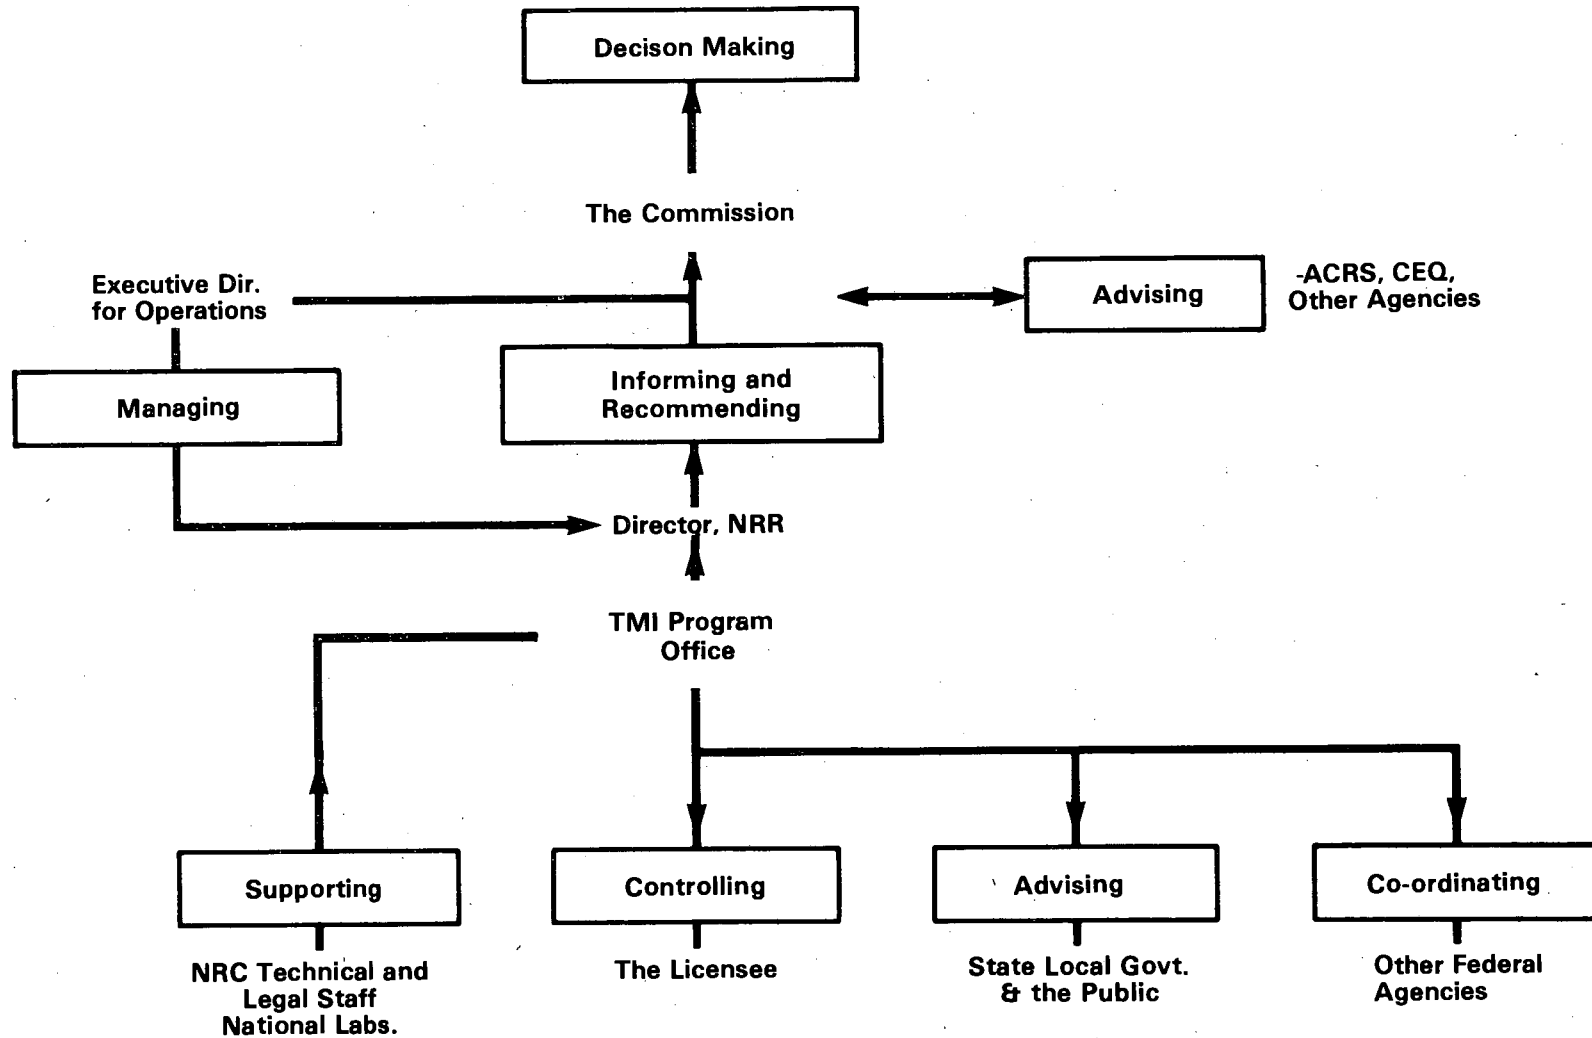 Decison Making
The Commission
Executive Dir.
for Operations
Advising
-ACRS, CEQ,
Other Agencies
Managing
Informing and
Recommending
Director, NRR
TMI Program
Office
Supporting
Controlling
Advising
Co-ordinating
NRC Technical and
Legal Staff
National Labs.
The Licensee
State Local Govt.
& the Public
Other Federal
Agencies